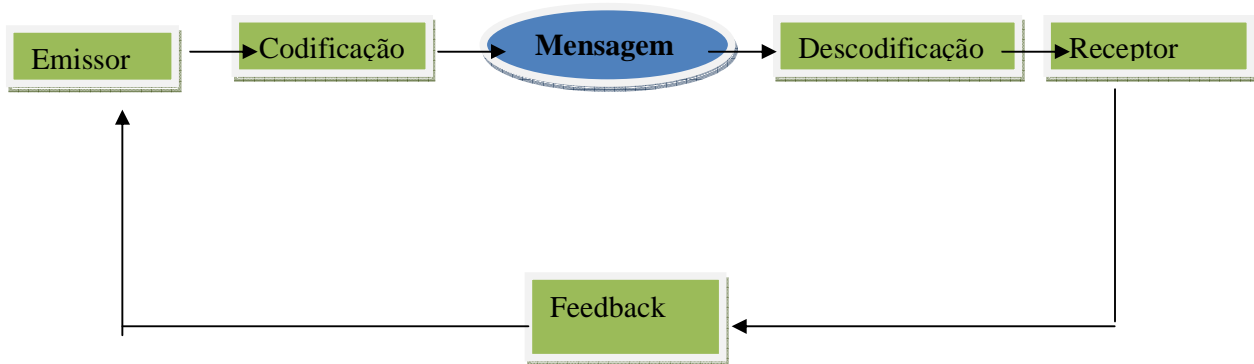 Emissor
Codificação
Mensagem
Descodificação
Receptor
Feedback